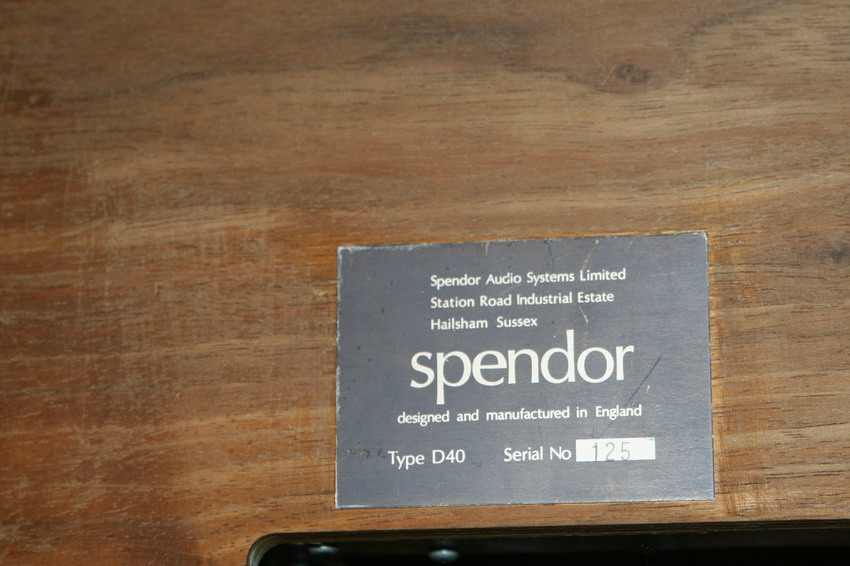 Spendor Audio Systems Limited
Station Road Industrial Estate
Hailsham Sussex
spendor
designed and manufactured in England
Type D40 Serial No 125